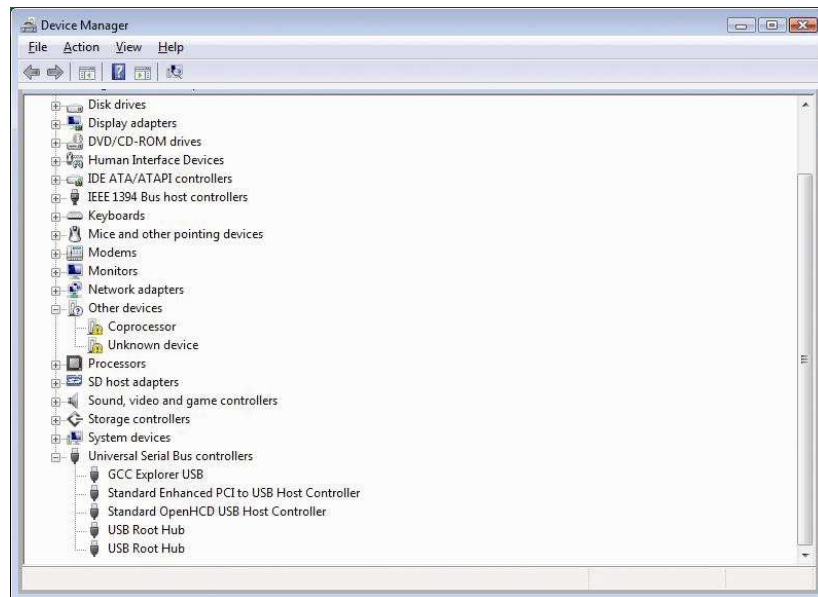 Device Manager
File Action View Help
Disk drives
Display adapters
DVD/CD-ROM drives
Human Interface Devices
IDE ATA/ATAPI controllers
IEEE 1394 Bus host controllers
Keyboards
Mice and other pointing devices
Modems
Monitors
Network adapters
Other devices
Coprocessor
Unknown device
Processors
SD host adapters
Sound, video and game controllers
Storage controllers
System devices
Universal Serial Bus controllers
GCC Explorer USB
Standard Enhanced PCI to USB Host Controller
Standard OpenHCD USB Host Controller
USB Root Hub
USB Root Hub